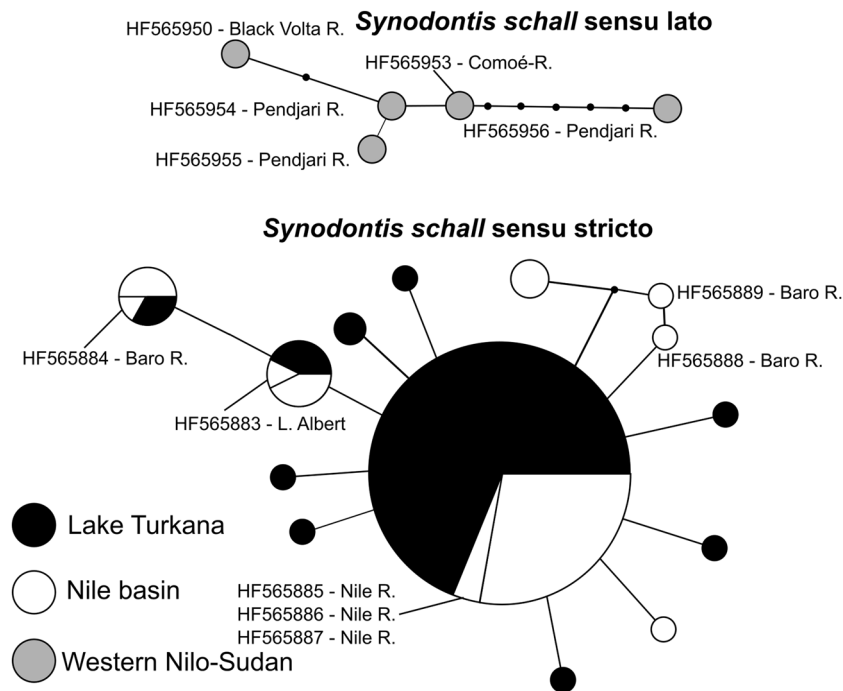 Synodontis schall sensu lato
HF565950 - Black Volta R.
HF565953 - Comoé-R.
HF565954 - Pendjari R.
HF565956 - Pendjari R.
HF565955 - Pendjari R.
Synodontis schall sensu stricto
HF565889 - Baro R.
HF565884 - Baro R.
HF565888 - Baro R.
HF565883 - L. Albert
Lake Turkana
Nile basin
Western Nilo-Sudan
HF565885 - Nile R.
HF565886 - Nile R.
HF565887 - Nile R.